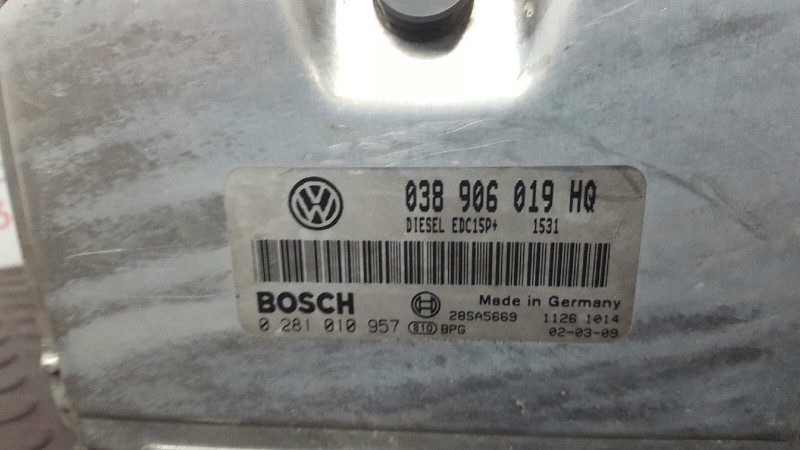 038 906 019 HQ
DIESEL EDC15P+ 1531
BOSCH Made in Germany
28SA5669 1126 1014
0 281 010 957 810 BPG 02-03-09